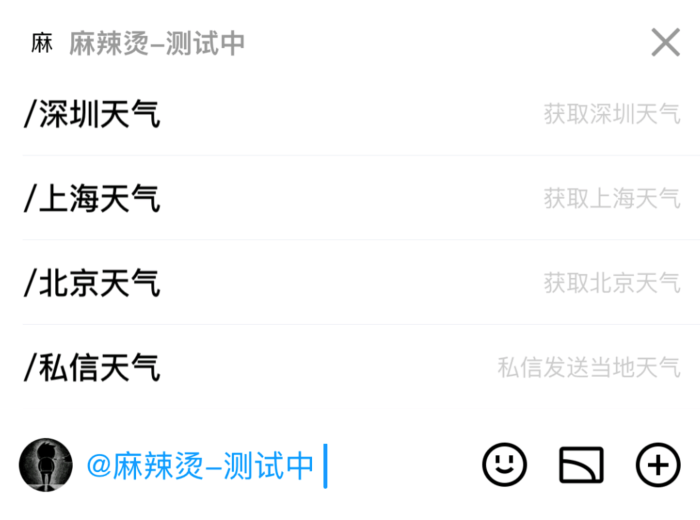 麻 麻辣烫-测试中
/深圳天气 获取深圳天气
/上海天气 获取上海天气
/北京天气 获取北京天气
/私信天气 私信发送当地天气
@麻辣烫-测试中